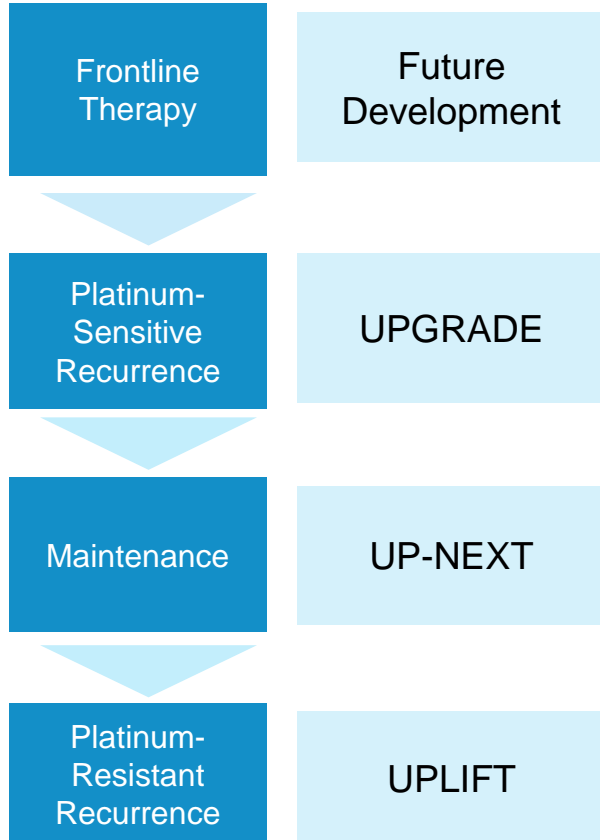 Frontline
Therapy
Future
Development
Platinum-
Sensitive
Recurrence
UPGRADE
Maintenance
UP-NEXT
Platinum-
Resistant
Recurrence
UPLIFT